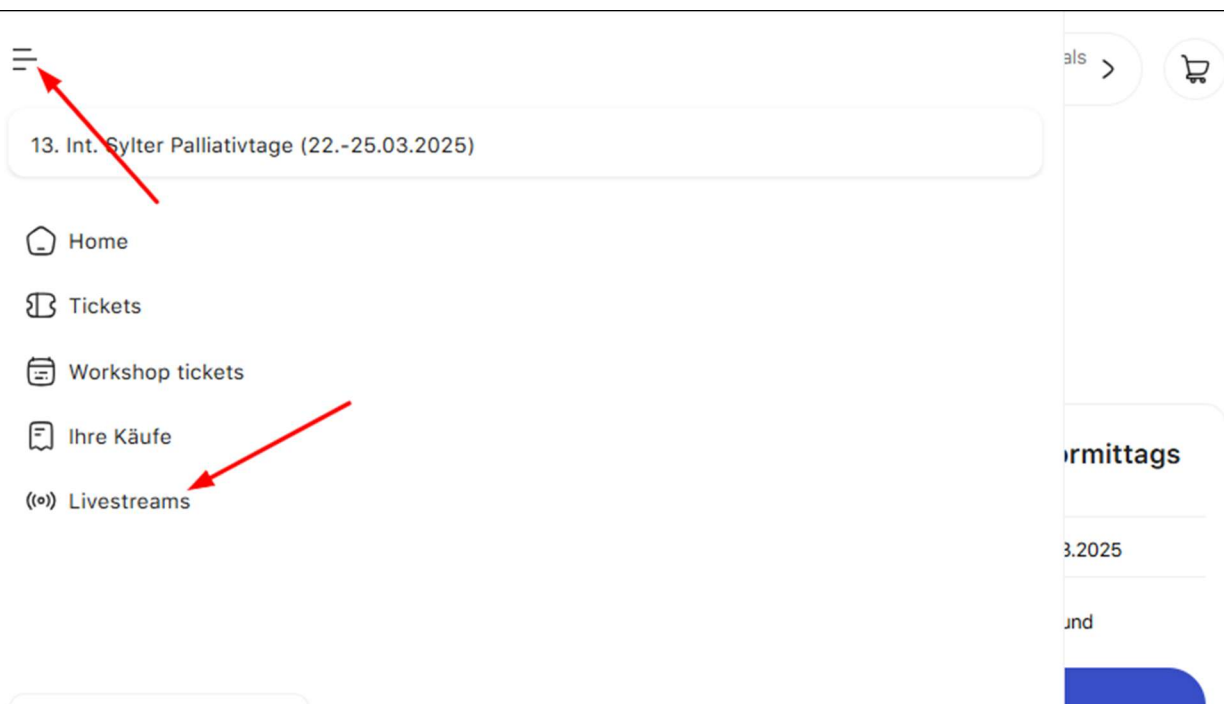 als
13. Int. Sylter Palliativtage (22.-25.03.2025)
Home
Tickets
Workshop tickets
Ihre Käufe
Livestreams
ormittags
3.2025
und